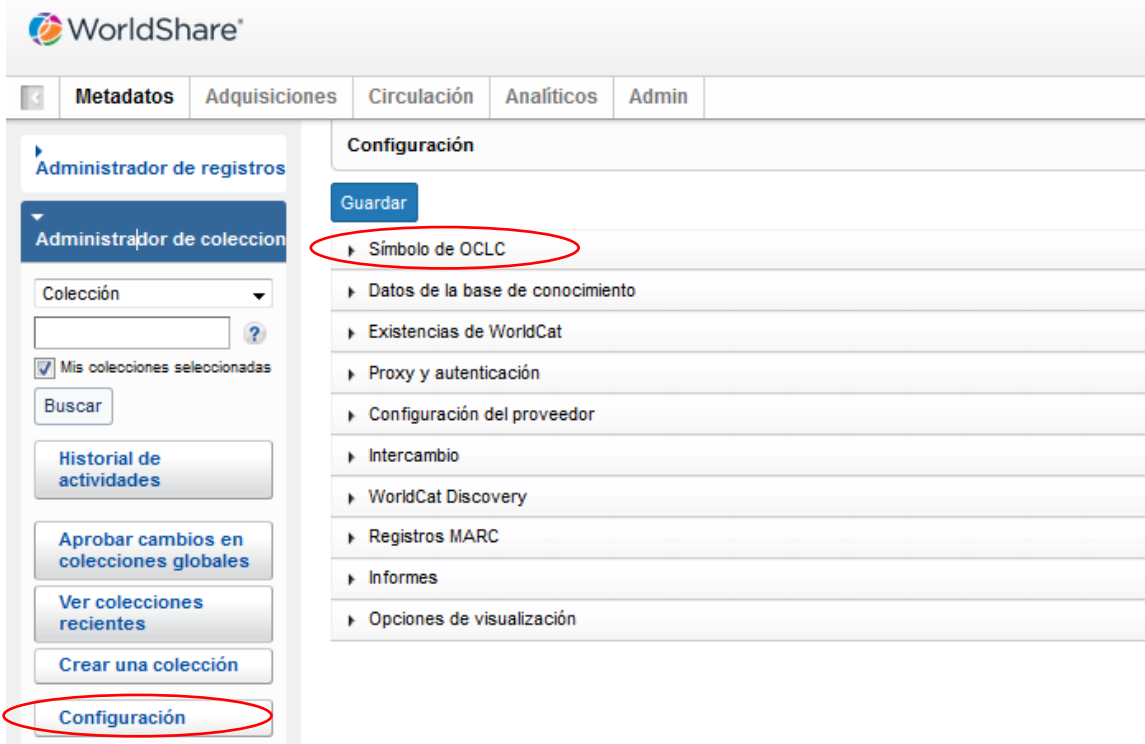 WorldShare®
Metadatos Adquisiciones Circulación Analíticos Admin
Administrador de registros
Administrador de coleccion
Colección
?
Mis colecciones seleccionadas
Buscar
Historial de
actividades
Aprobar cambios en
colecciones globales
Ver colecciones
recientes
Crear una colección
Configuración
Configuración
Guardar
Símbolo de OCLC
Datos de la base de conocimiento
Existencias de WorldCat
Proxy y autenticación
Configuración del proveedor
Intercambio
WorldCat Discovery
Registros MARC
Informes
Opciones de visualización